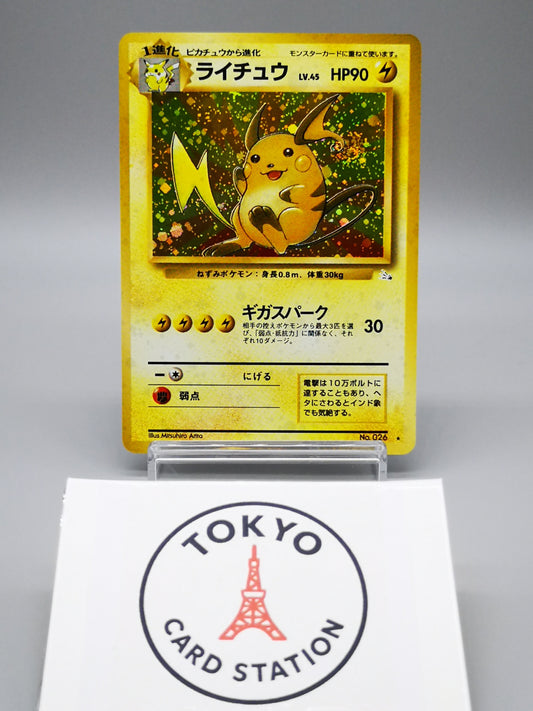 1進化 ピカチュウから進化 モンスターカードに重ねて使います。
ライチュウ LV.45 HP90
ねずみポケモン：身長0.8m、体重30kg
ギガスパーク 30
相手の控えポケモンから最大3匹を選
び、「弱点・抵抗力」に関係なく、それ
ぞれ10ダメージ。
にげる
弱点
電撃は10万ボルトに
達することもあり、ヘ
タにさわるとインド象
でも気絶する。
Illus.Mitsuhiro Arita
No.026
TOKYO
CARD STATION